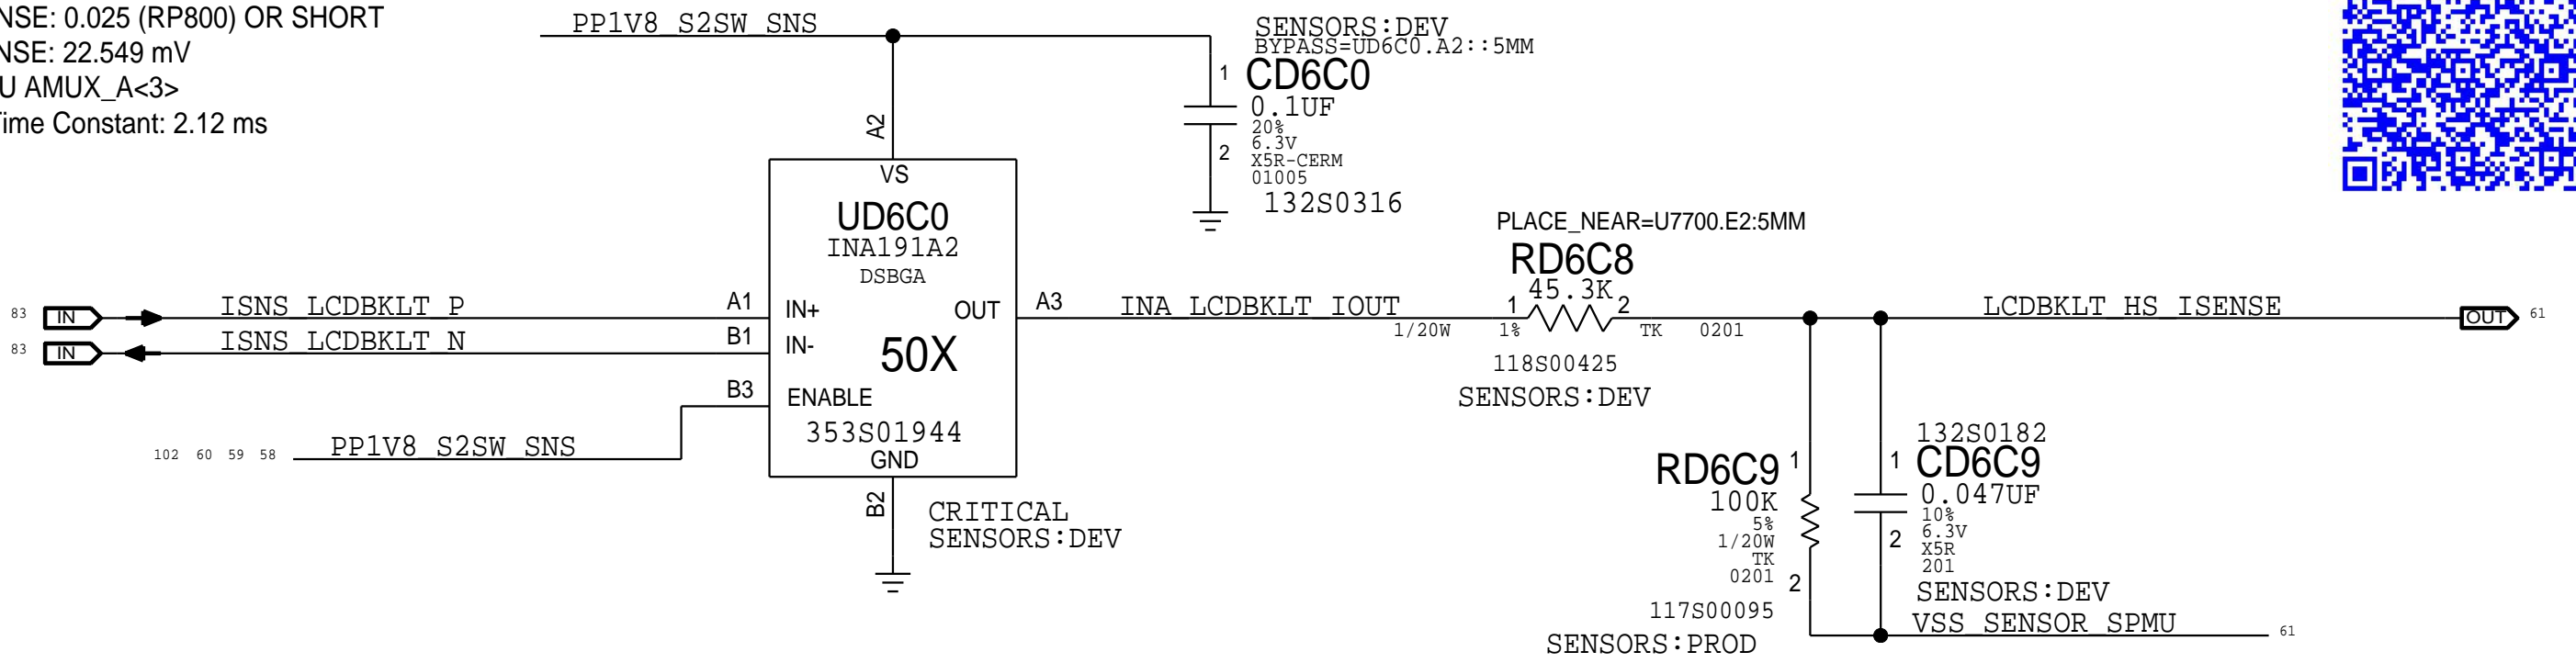 NSE: 0.025 (RP800) OR SHORT
NSE: 22.549 mV
U AMUX_A<3>
Time Constant: 2.12 ms
PP1V8_S2SW_SNS
SENSORS:DEV
BYPASS=UD6C0.A2::5MM
1
CD6C0
0.1UF
20%
6.3V
X5R-CERM
01005
2
132S0316
A2
VS
UD6C0
INA191A2
DSBGA
83 IN ISNS_LCDBKLT_P A1 IN+
83 IN ISNS_LCDBKLT_N B1 IN-
OUT A3 INA_LCDBKLT_IOUT
50X
B3 ENABLE
353S01944
GND
B2
102 60 59 58 PP1V8_S2SW_SNS
CRITICAL
SENSORS:DEV
PLACE_NEAR=U7700.E2:5MM
RD6C8
45.3K
1 2
1/20W 1% TK 0201
118S00425
SENSORS:DEV
LCDBKLT_HS_ISENSE OUT 61
RD6C9 1
100K
5%
1/20W
TK
0201 2
117S00095
SENSORS:PROD
132S0182
1 CD6C9
0.047UF
10%
6.3V
2 X5R
201
SENSORS:DEV
VSS_SENSOR_SPMU 61